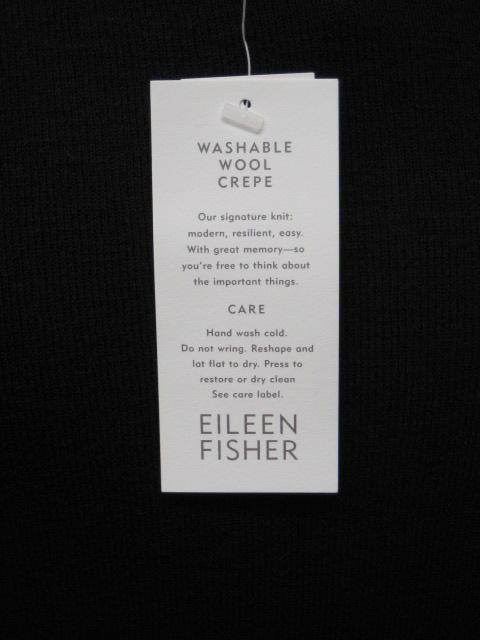 WASHABLE
WOOL
CREPE
Our signature knit:
modern, resilient, easy.
With great memory—so
you're free to think about
the important things.
CARE
Hand wash cold.
Do not wring. Reshape and
lat flat to dry. Press to
restore or dry clean
See care label.
EILEEN
FISHER